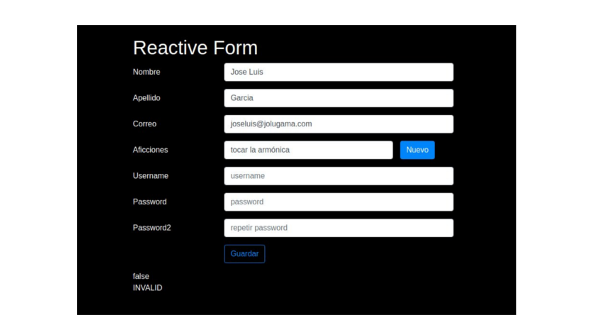 Reactive Form
Nombre Jose Luis
Apellido Garcia
Correo joseluis@jolugama.com
Aficciones tocar la armónica Nuevo
Username username
Password password
Password2 repetir password
Guardar
false
INVALID